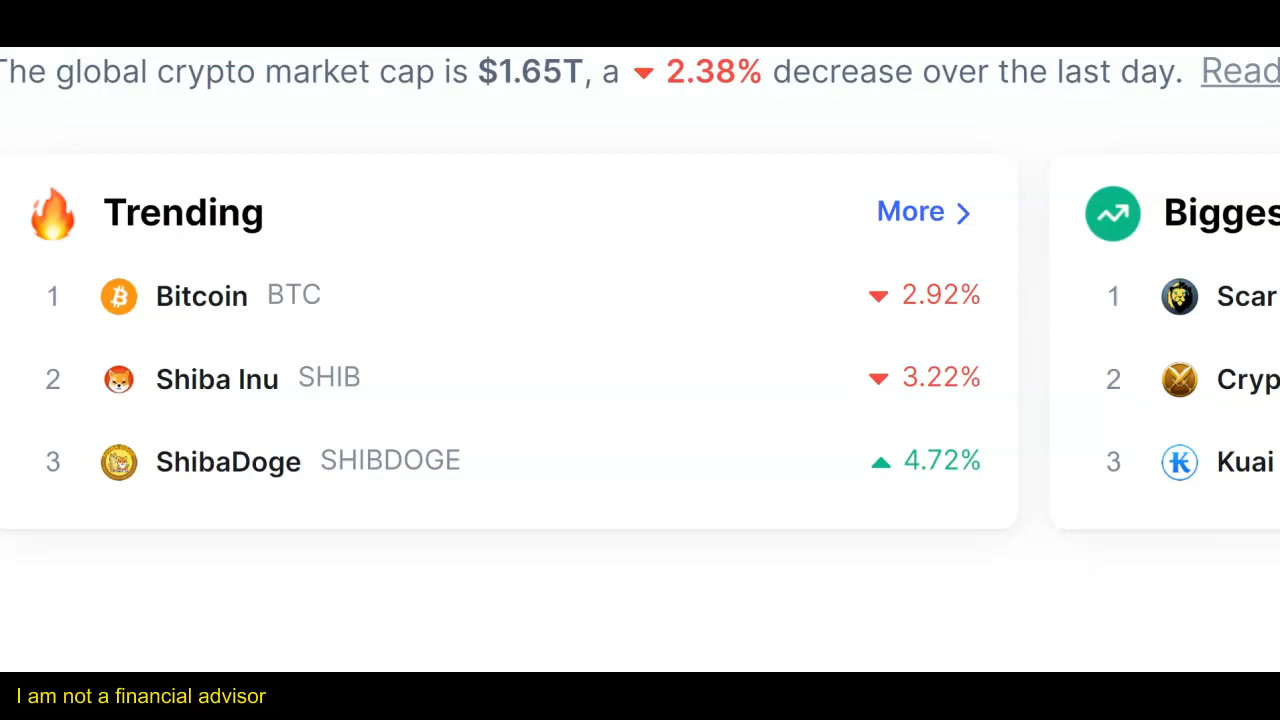 The global crypto market cap is $1.65T, a 2.38% decrease over the last day. Read
Trending
More
1 Bitcoin BTC 2.92%
2 Shiba Inu SHIB 3.22%
3 ShibaDoge SHIBDOGE 4.72%
Bigges
1 Scar
2 Cryp
3 Kuai
I am not a financial advisor